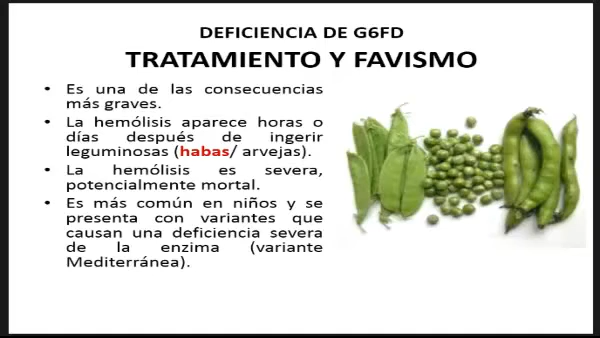 DEFICIENCIA DE G6FD
TRATAMIENTO Y FAVISMO
• Es una de las consecuencias
más graves.
• La hemólisis aparece horas o
días después de ingerir
leguminosas (habas/ arvejas).
• La hemólisis es severa,
potencialmente mortal.
• Es más común en niños y se
presenta con variantes que
causan una deficiencia severa
de la enzima (variante
Mediterránea).